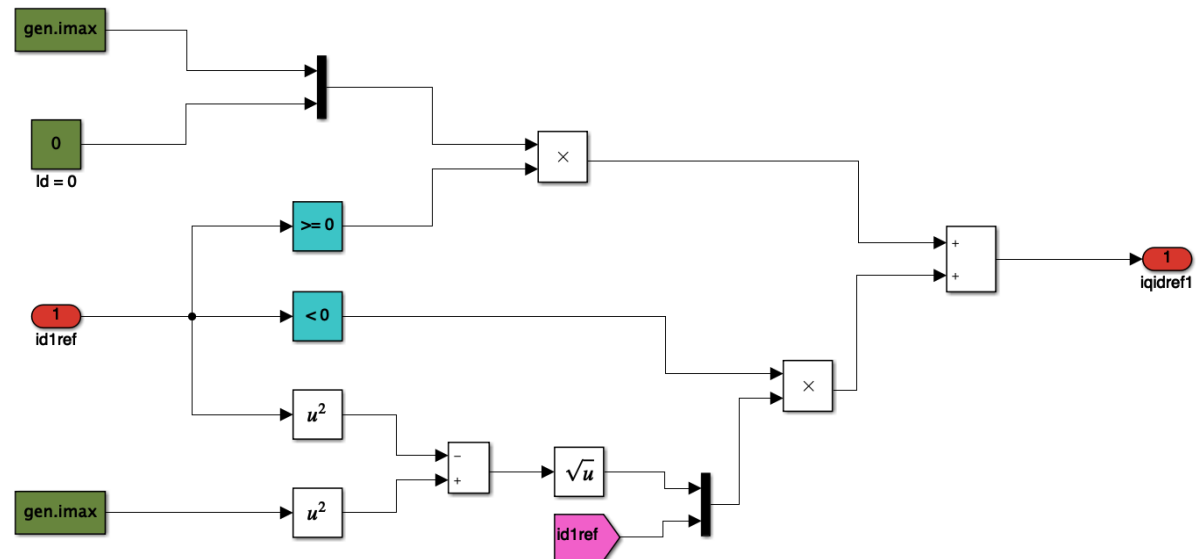 gen.imax
0
Id = 0
×
>= 0
+
+
1
iqidref1
1
id1ref
< 0
×
u²
−
+
√u
gen.imax
u²
id1ref